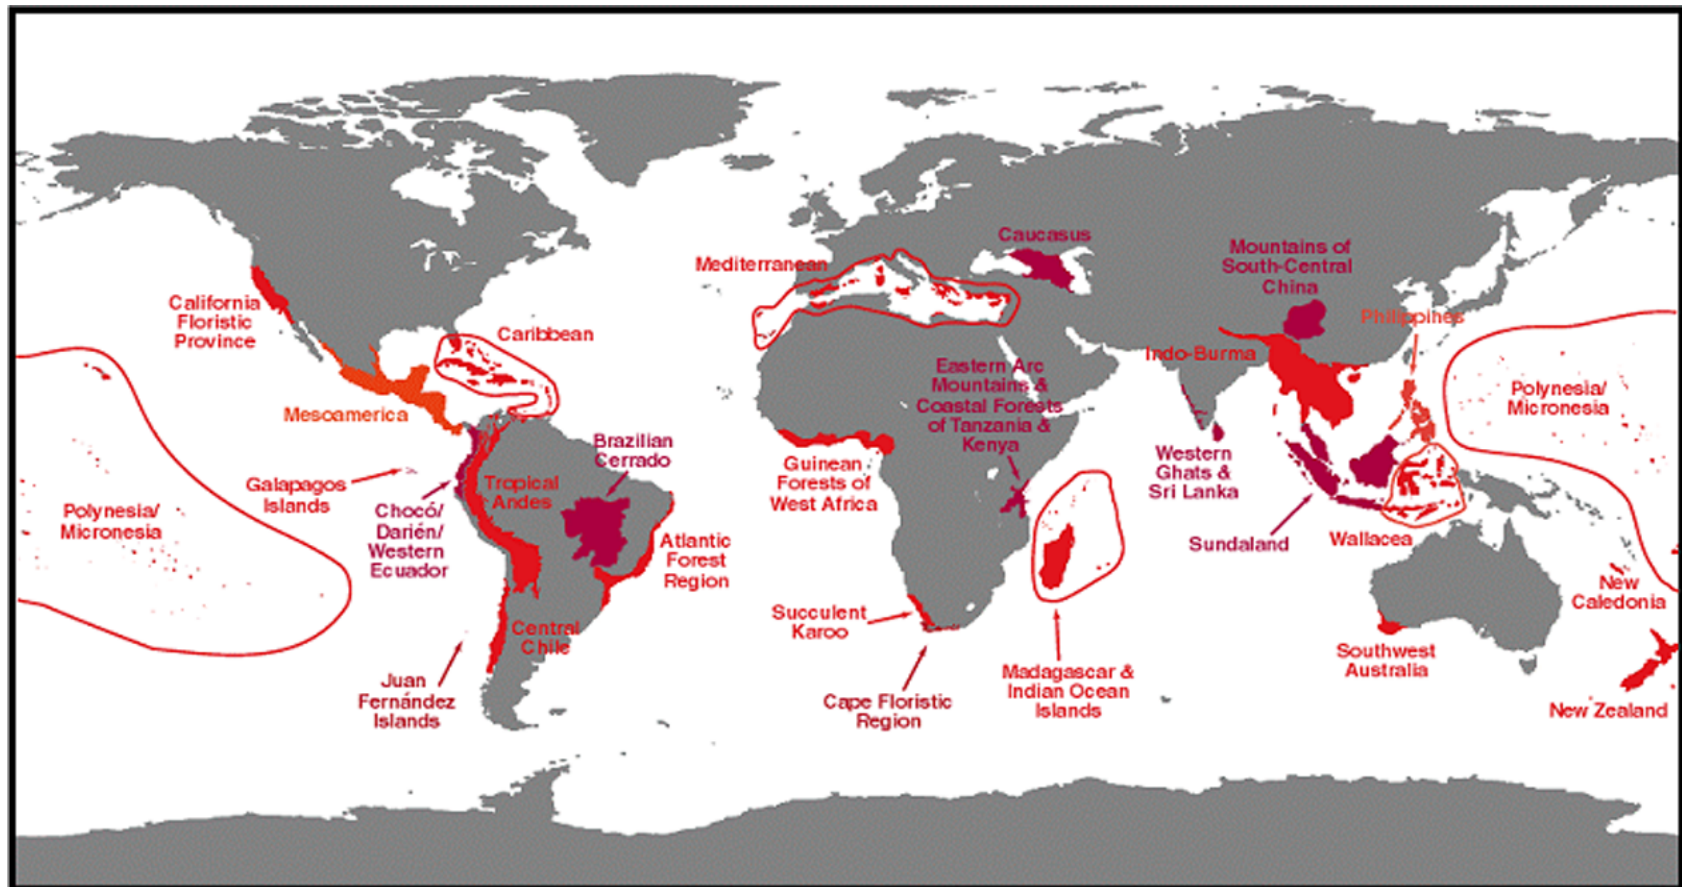 Caucasus
Mountains of
South-Central
China
Mediterranean
California
Floristic
Province
Caribbean
Philippines
Indo-Burma
Eastern Arc
Mountains &
Coastal Forests
of Tanzania &
Kenya
Polynesia/
Micronesia
Mesoamerica
Brazilian
Cerrado
Western
Ghats &
Sri Lanka
Guinean
Forests of
West Africa
Galapagos
Islands
Tropical
Andes
Polynesia/
Micronesia
Chocó/
Darién/
Western
Ecuador
Atlantic
Forest
Region
Sundaland
Wallacea
New
Caledonia
Succulent
Karoo
Central
Chile
Southwest
Australia
Madagascar &
Indian Ocean
Islands
Juan
Fernández
Islands
Cape Floristic
Region
New Zealand